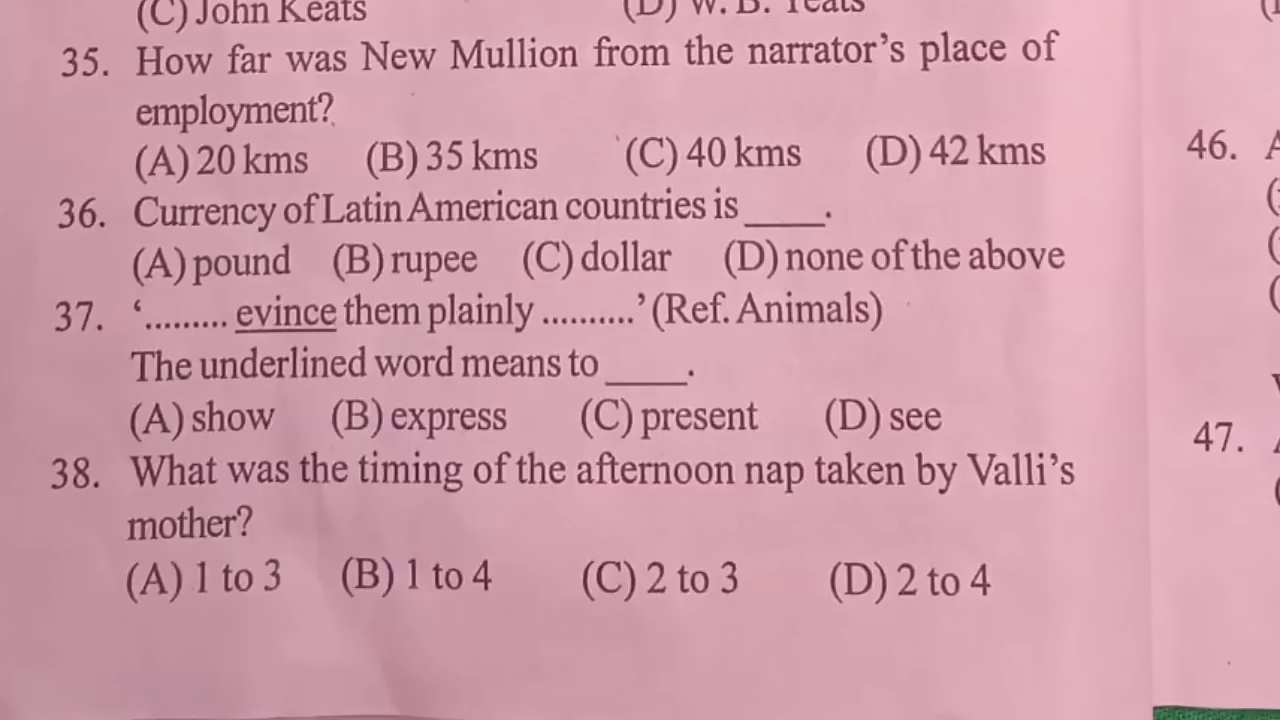 (C) John Keats (D) W. B. Yeats
35. How far was New Mullion from the narrator's place of
employment?
(A) 20 kms (B) 35 kms (C) 40 kms (D) 42 kms
36. Currency of Latin American countries is ____.
(A) pound (B) rupee (C) dollar (D) none of the above
37. '......... evince them plainly ..........' (Ref. Animals)
The underlined word means to ____.
(A) show (B) express (C) present (D) see
38. What was the timing of the afternoon nap taken by Valli's
mother?
(A) 1 to 3 (B) 1 to 4 (C) 2 to 3 (D) 2 to 4
46.
47.